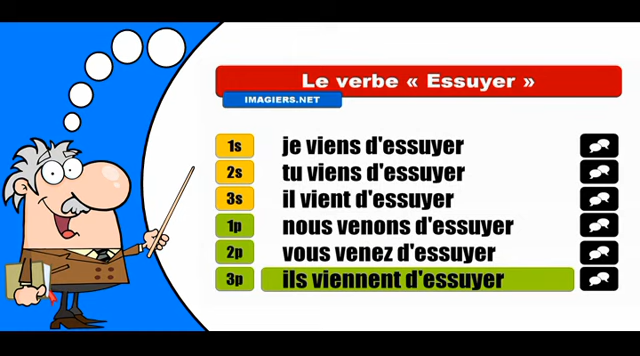 Le verbe « Essuyer »
IMAGIERS.NET
1s je viens d'essuyer
2s tu viens d'essuyer
3s il vient d'essuyer
1p nous venons d'essuyer
2p vous venez d'essuyer
3p ils viennent d'essuyer